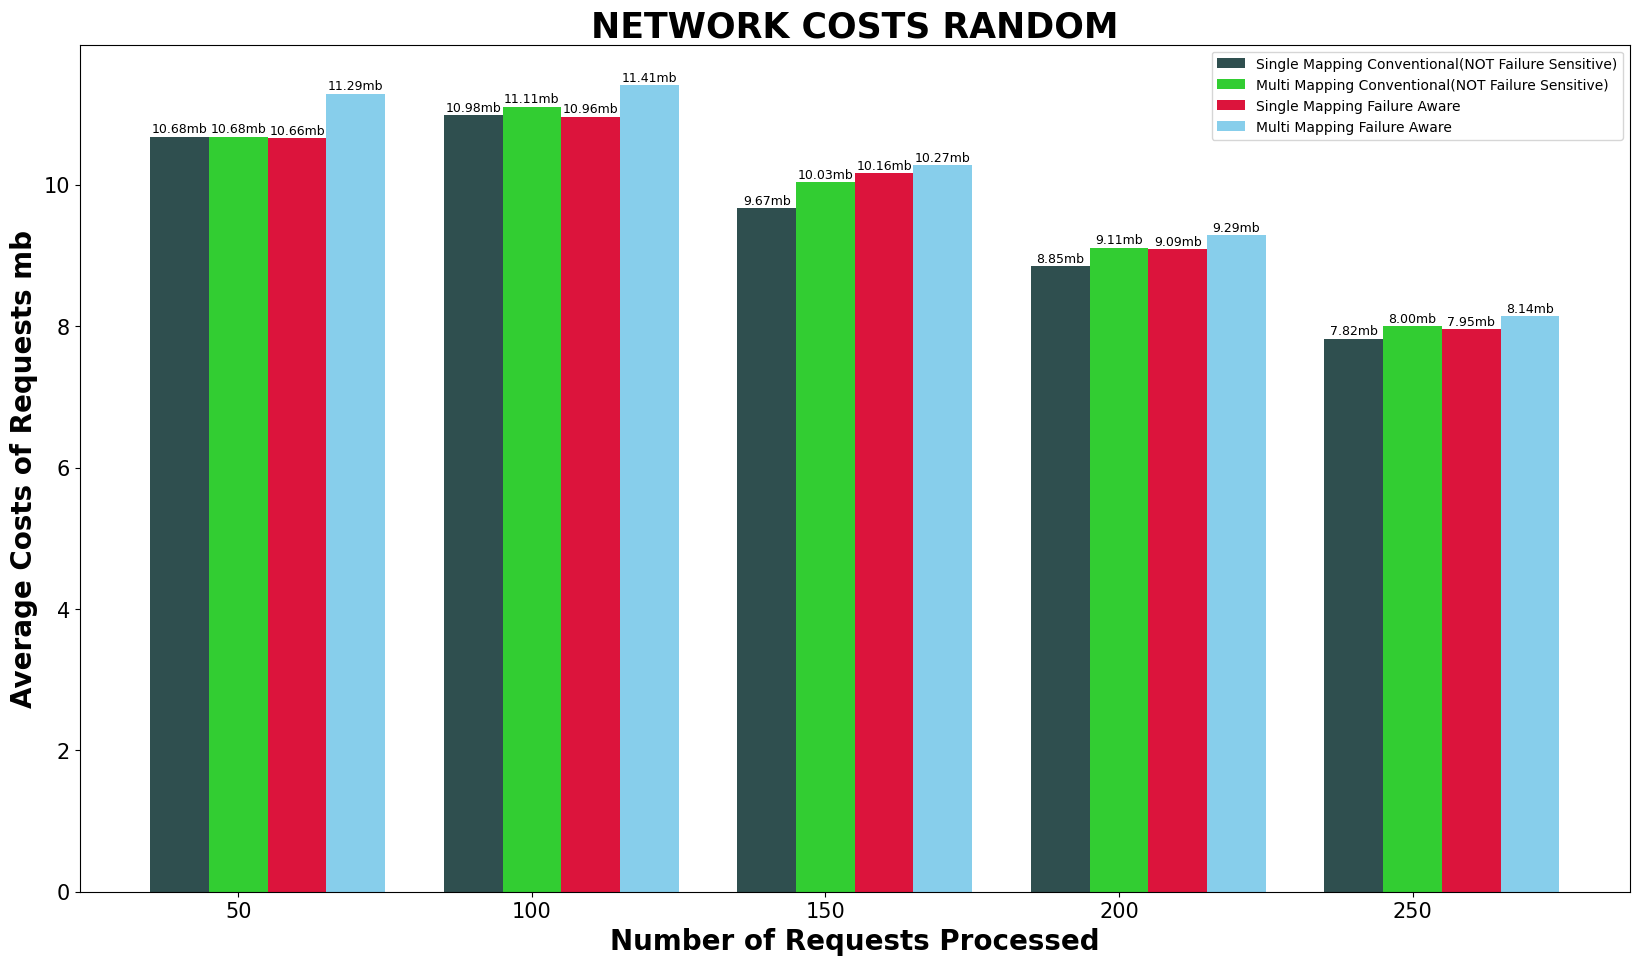 NETWORK COSTS RANDOM
Single Mapping Conventional(NOT Failure Sensitive)
Multi Mapping Conventional(NOT Failure Sensitive)
Single Mapping Failure Aware
Multi Mapping Failure Aware
10.68mb
10.68mb
10.66mb
11.29mb
10.98mb
11.11mb
10.96mb
11.41mb
9.67mb
10.03mb
10.16mb
10.27mb
8.85mb
9.11mb
9.09mb
9.29mb
7.82mb
8.00mb
7.95mb
8.14mb
Average Costs of Requests mb
10
8
6
4
2
0
50
100
150
200
250
Number of Requests Processed